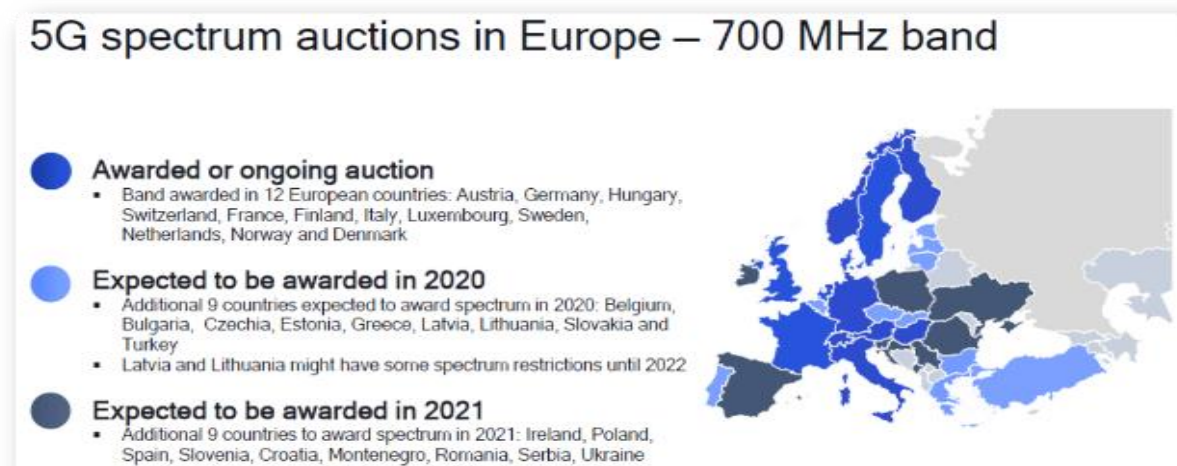 5G spectrum auctions in Europe – 700 MHz band
Awarded or ongoing auction
▪ Band awarded in 12 European countries: Austria, Germany, Hungary,
Switzerland, France, Finland, Italy, Luxembourg, Sweden,
Netherlands, Norway and Denmark
Expected to be awarded in 2020
▪ Additional 9 countries expected to award spectrum in 2020: Belgium,
Bulgaria, Czechia, Estonia, Greece, Latvia, Lithuania, Slovakia and
Turkey
▪ Latvia and Lithuania might have some spectrum restrictions until 2022
Expected to be awarded in 2021
▪ Additional 9 countries to award spectrum in 2021: Ireland, Poland,
Spain, Slovenia, Croatia, Montenegro, Romania, Serbia, Ukraine